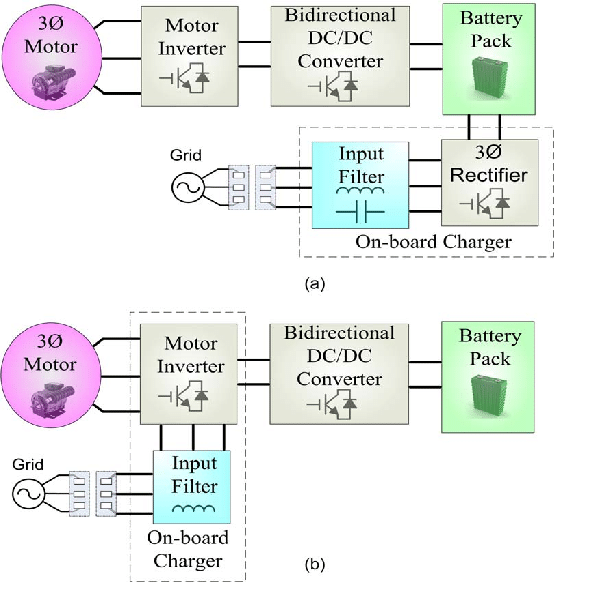 3Ø
Motor
Motor
Inverter
Bidirectional
DC/DC
Converter
Battery
Pack
Grid
Input
Filter
3Ø
Rectifier
On-board Charger
(a)
3Ø
Motor
Motor
Inverter
Bidirectional
DC/DC
Converter
Battery
Pack
Grid
Input
Filter
On-board
Charger
(b)